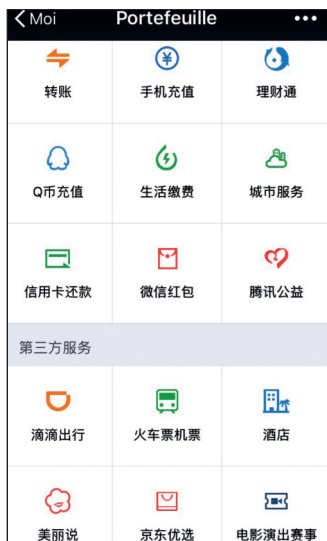 Moi Portefeuille
转账 手机充值 理财通
Q币充值 生活缴费 城市服务
信用卡还款 微信红包 腾讯公益
第三方服务
滴滴出行 火车票机票 酒店
美丽说 京东优选 电影演出赛事